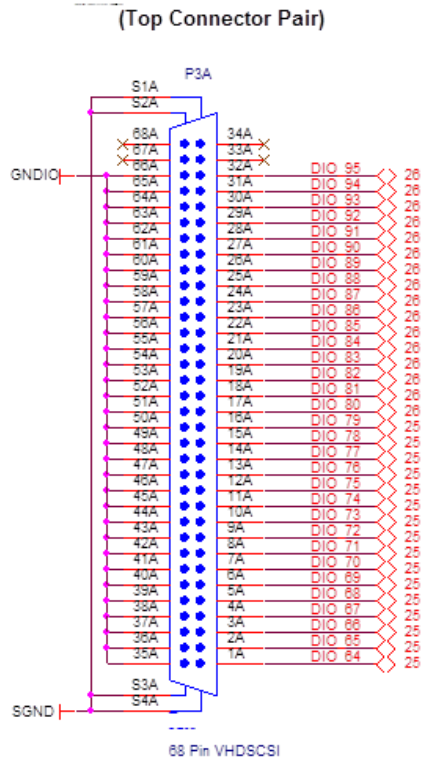 (Top Connector Pair)
P3A
S1A
S2A
68A 34A
67A 33A
GNDIO 66A 32A DIO 95 26
65A 31A DIO 94 26
64A 30A DIO 93 26
63A 29A DIO 92 26
62A 28A DIO 91 26
61A 27A DIO 90 26
60A 26A DIO 89 26
59A 25A DIO 88 26
58A 24A DIO 87 26
57A 23A DIO 86 26
56A 22A DIO 85 26
55A 21A DIO 84 26
54A 20A DIO 83 26
53A 19A DIO 82 26
52A 18A DIO 81 26
51A 17A DIO 80 26
50A 16A DIO 79 25
49A 15A DIO 78 25
48A 14A DIO 77 25
47A 13A DIO 76 25
46A 12A DIO 75 25
45A 11A DIO 74 25
44A 10A DIO 73 25
43A 9A DIO 72 25
42A 8A DIO 71 25
41A 7A DIO 70 25
40A 6A DIO 69 25
39A 5A DIO 68 25
38A 4A DIO 67 25
37A 3A DIO 66 25
36A 2A DIO 65 25
35A 1A DIO 64 25
S3A
SGND S4A
68 Pin VHDSCSI